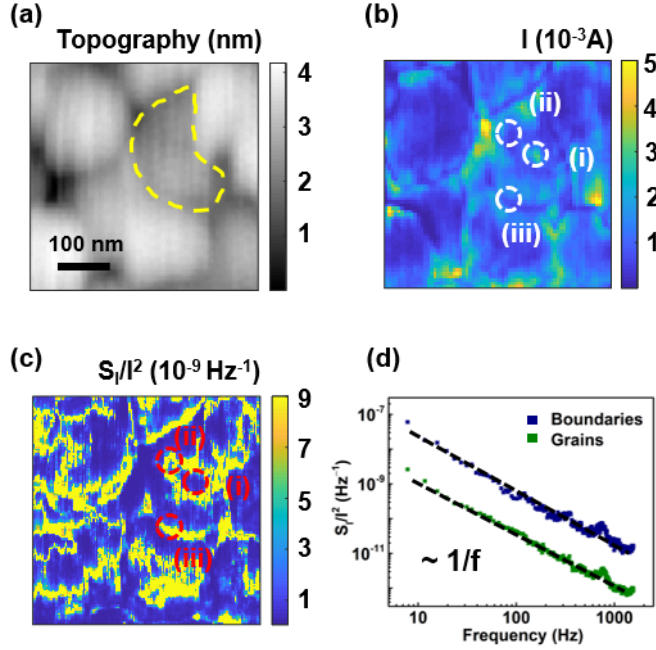 (a)
Topography (nm)
4
3
2
1
100 nm
(b)
I (10⁻³A)
5
4
3
2
1
(ii)
(i)
(iii)
(c)
S_I/I² (10⁻⁹ Hz⁻¹)
9
7
5
3
1
(ii)
(i)
(iii)
(d)
10⁻⁷
10⁻⁹
10⁻¹¹
S_I/I² (Hz⁻¹)
Boundaries
Grains
~ 1/f
10
100
1000
Frequency (Hz)